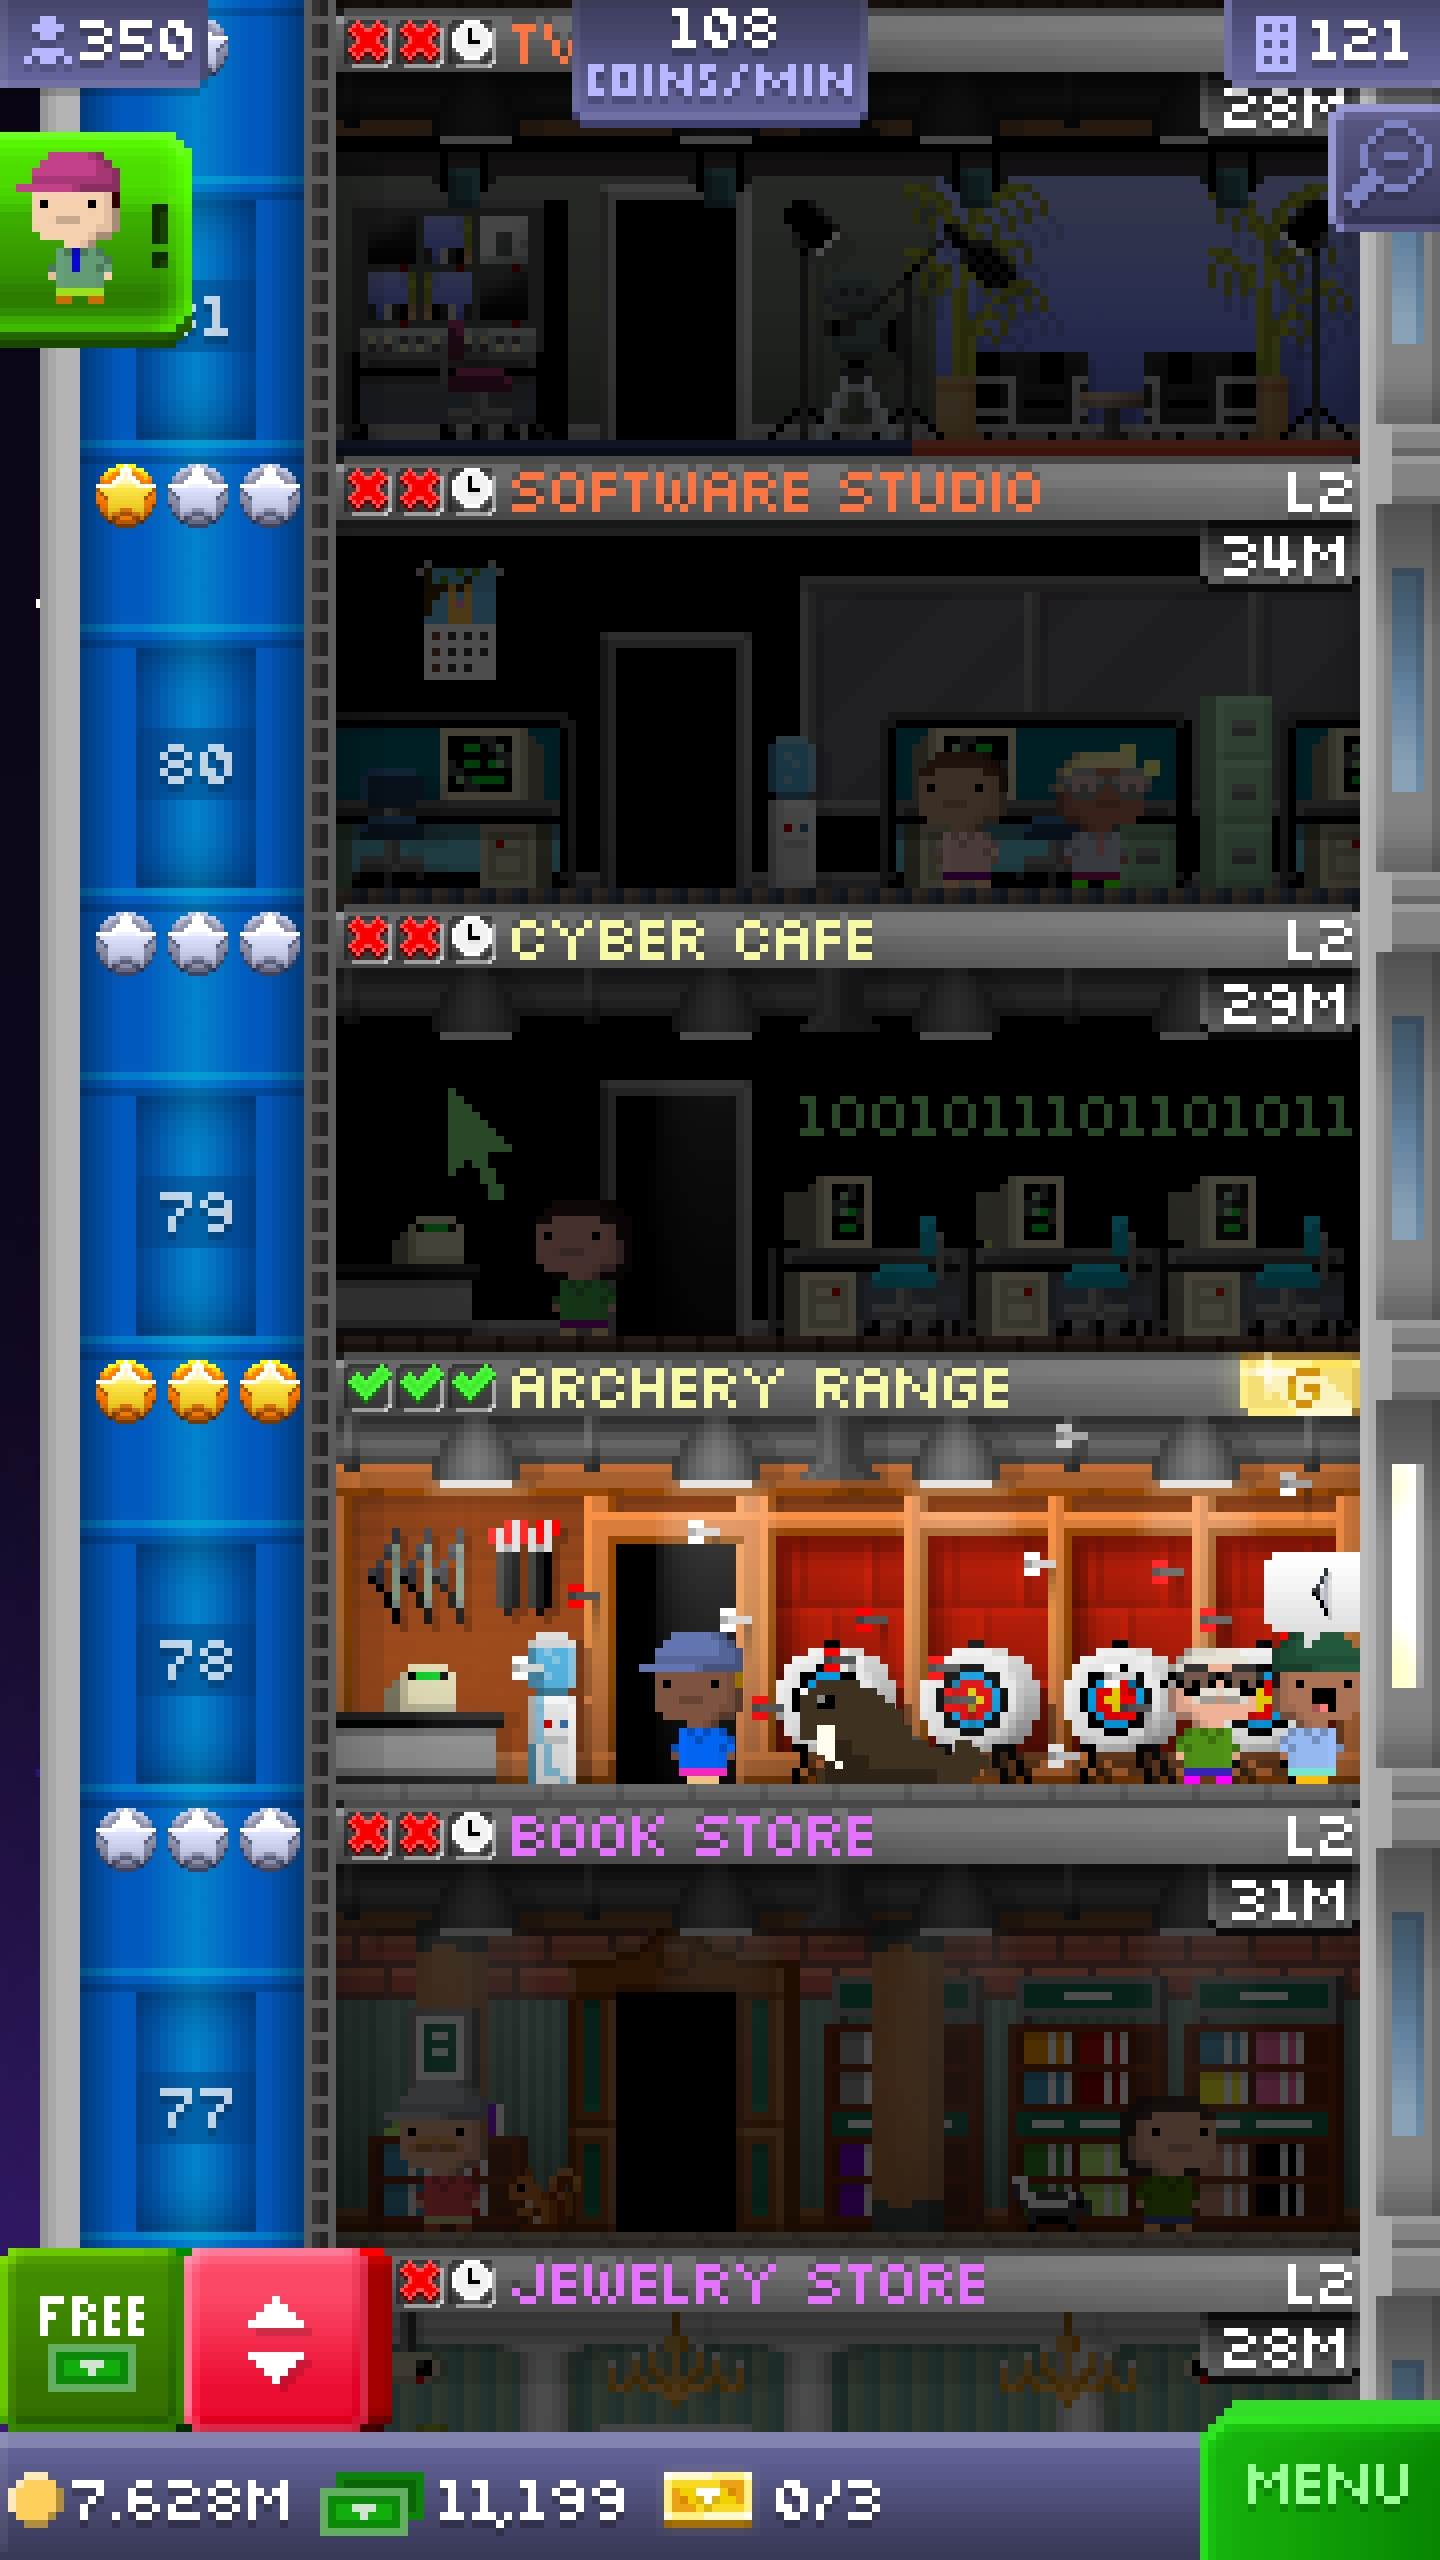 350
108
COINS/MIN
121
TV
28M
!
81
SOFTWARE STUDIO L2
34M
80
CYBER CAFE L2
29M
10010111101101011
79
ARCHERY RANGE G
78
BOOK STORE L2
31M
77
JEWELRY STORE L2
28M
FREE
7.628M 11,199 0/3
MENU